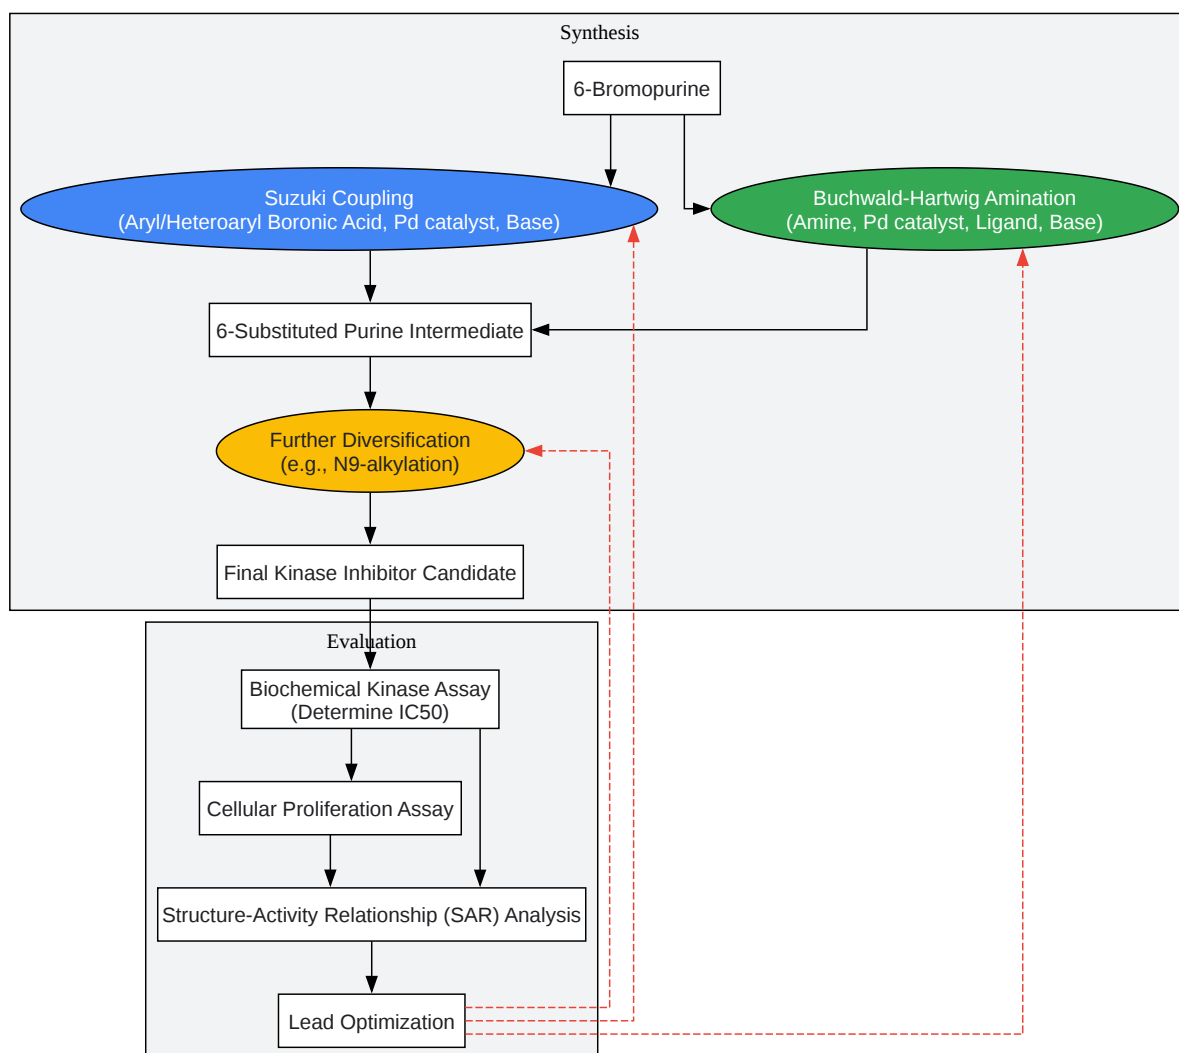 Synthesis
6-Bromopurine
Suzuki Coupling
(Aryl/Heteroaryl Boronic Acid, Pd catalyst, Base)
Buchwald-Hartwig Amination
(Amine, Pd catalyst, Ligand, Base)
6-Substituted Purine Intermediate
Further Diversification
(e.g., N9-alkylation)
Final Kinase Inhibitor Candidate
Evaluation
Biochemical Kinase Assay
(Determine IC50)
Cellular Proliferation Assay
Structure-Activity Relationship (SAR) Analysis
Lead Optimization